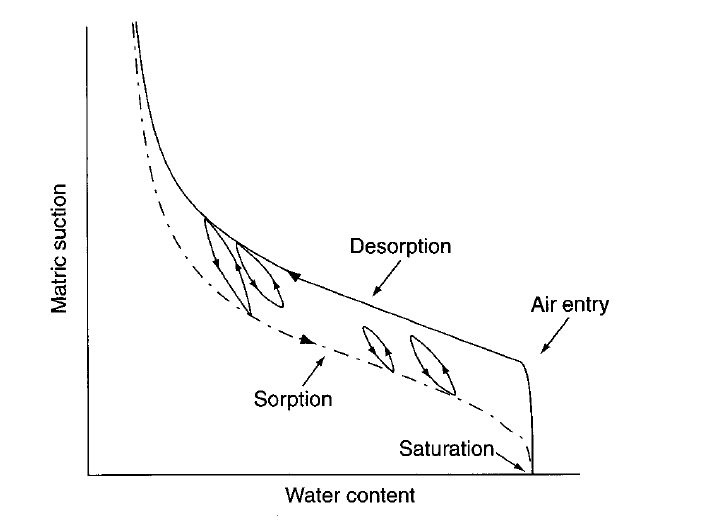 Desorption
Air entry
Matric suction
Sorption
Saturation
Water content